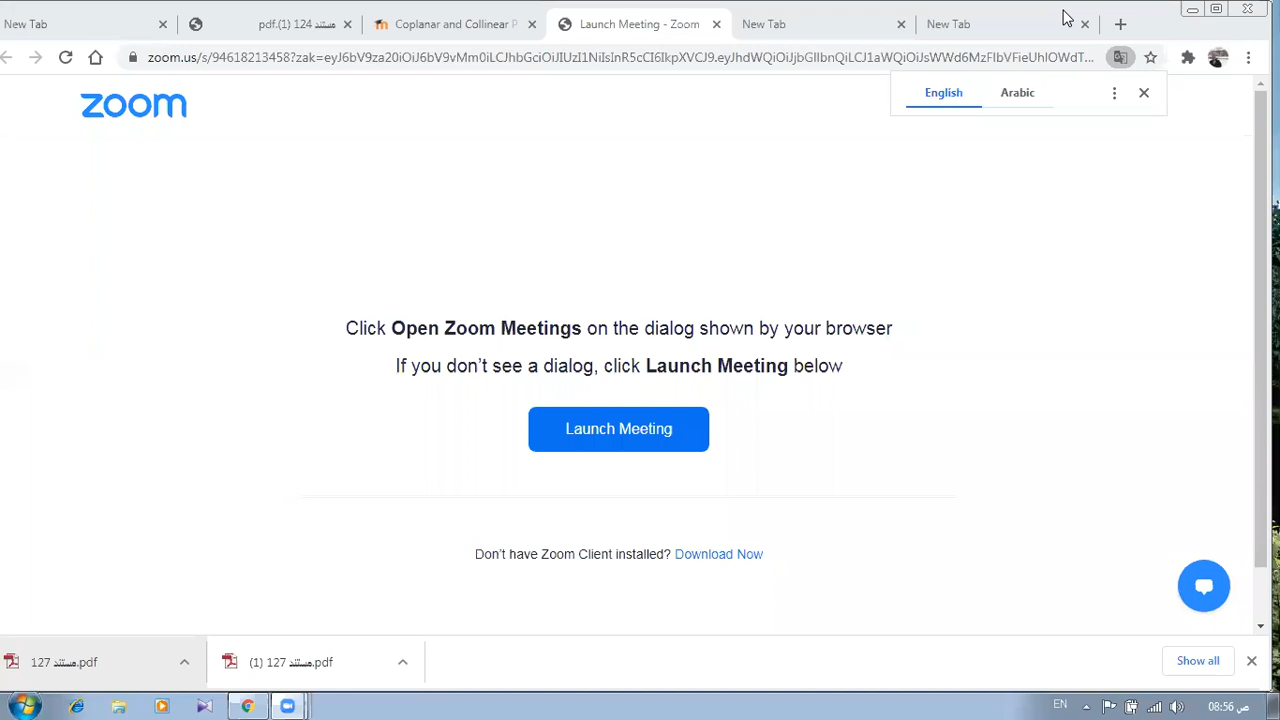 New Tab
مستند 124 (1).pdf
Coplanar and Collinear P
Launch Meeting - Zoom
New Tab
New Tab
zoom.us/s/94618213458?zak=eyJ6bV9za20iOiJ6bV9vMm0iLCJhbGciOiJIUzI1NiIsInR5cCI6IkpXVCJ9.eyJhdWQiOiJjbGllbnQiLCJ1aWQiOiJsWWd6MzFlbVFieUhlOWdT...
English
Arabic
zoom
Click Open Zoom Meetings on the dialog shown by your browser
If you don't see a dialog, click Launch Meeting below
Launch Meeting
Don't have Zoom Client installed? Download Now
مستند 127.pdf
مستند 127 (1).pdf
Show all
EN
08:56 ص